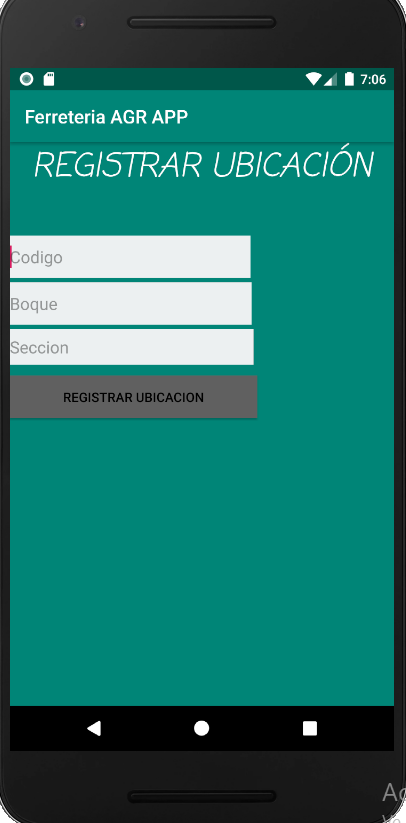 7:06
Ferreteria AGR APP
REGISTRAR UBICACIÓN
Codigo
Boque
Seccion
REGISTRAR UBICACION